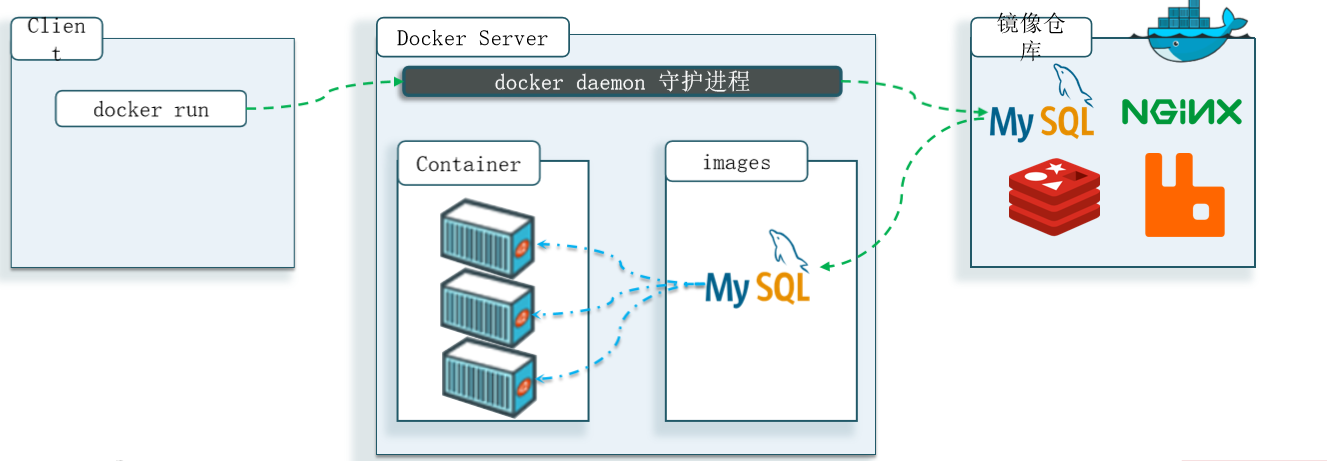 Clien
t
docker run
Docker Server
docker daemon 守护进程
Container
images
MySQL
镜像仓
库
MySQL
NGINX